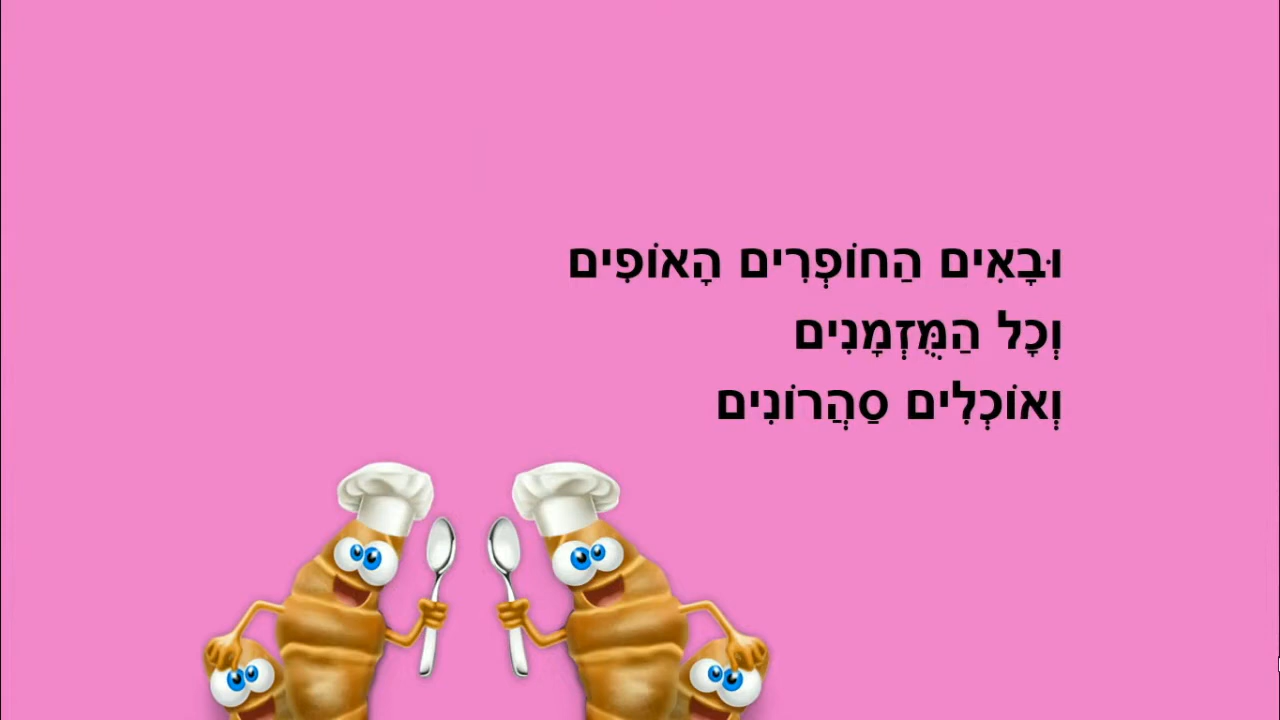 וּבָאִים הַחוֹפְרִים הָאוֹפִים
וְכָל הַמֻּזְמָנִים
וְאוֹכְלִים סַהֲרוֹנִים